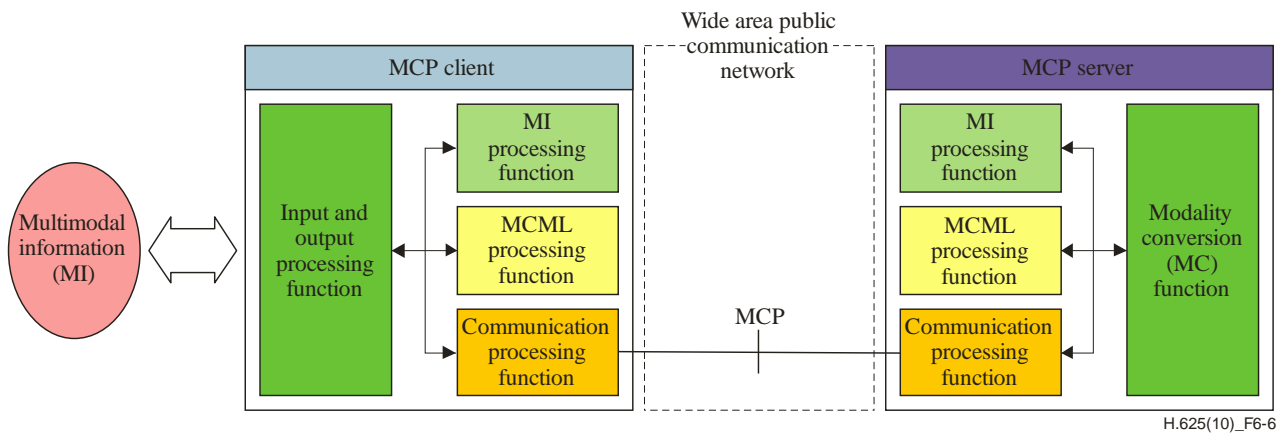 Wide area public
communication
network
MCP client
MCP server
Multimodal
information
(MI)
Input and
output
processing
function
MI
processing
function
MCML
processing
function
Communication
processing
function
MCP
MI
processing
function
MCML
processing
function
Communication
processing
function
Modality
conversion
(MC)
function
H.625(10)_F6-6